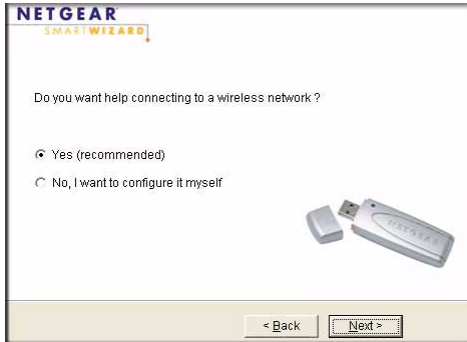 NETGEAR
SMARTWIZARD
Do you want help connecting to a wireless network ?
Yes (recommended)
No, I want to configure it myself
NETGEAR
< Back
Next >